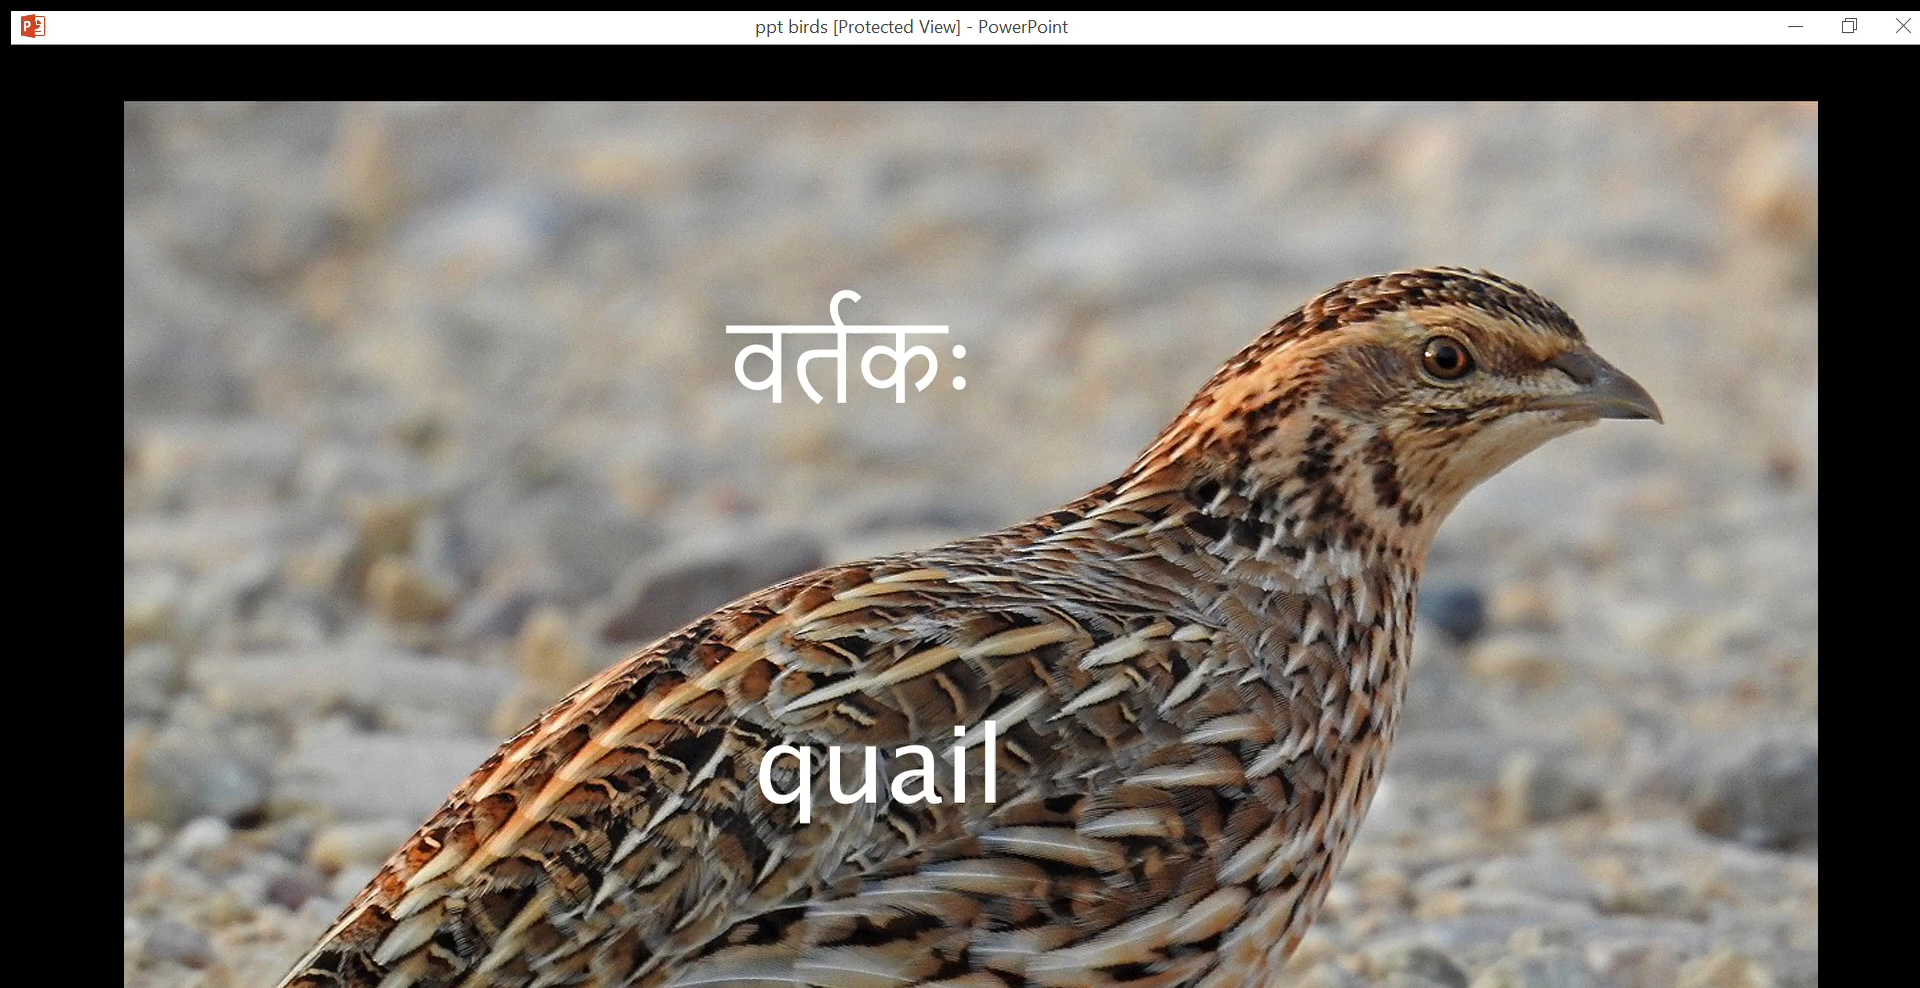 ppt birds [Protected View] - PowerPoint
वर्तकः
quail